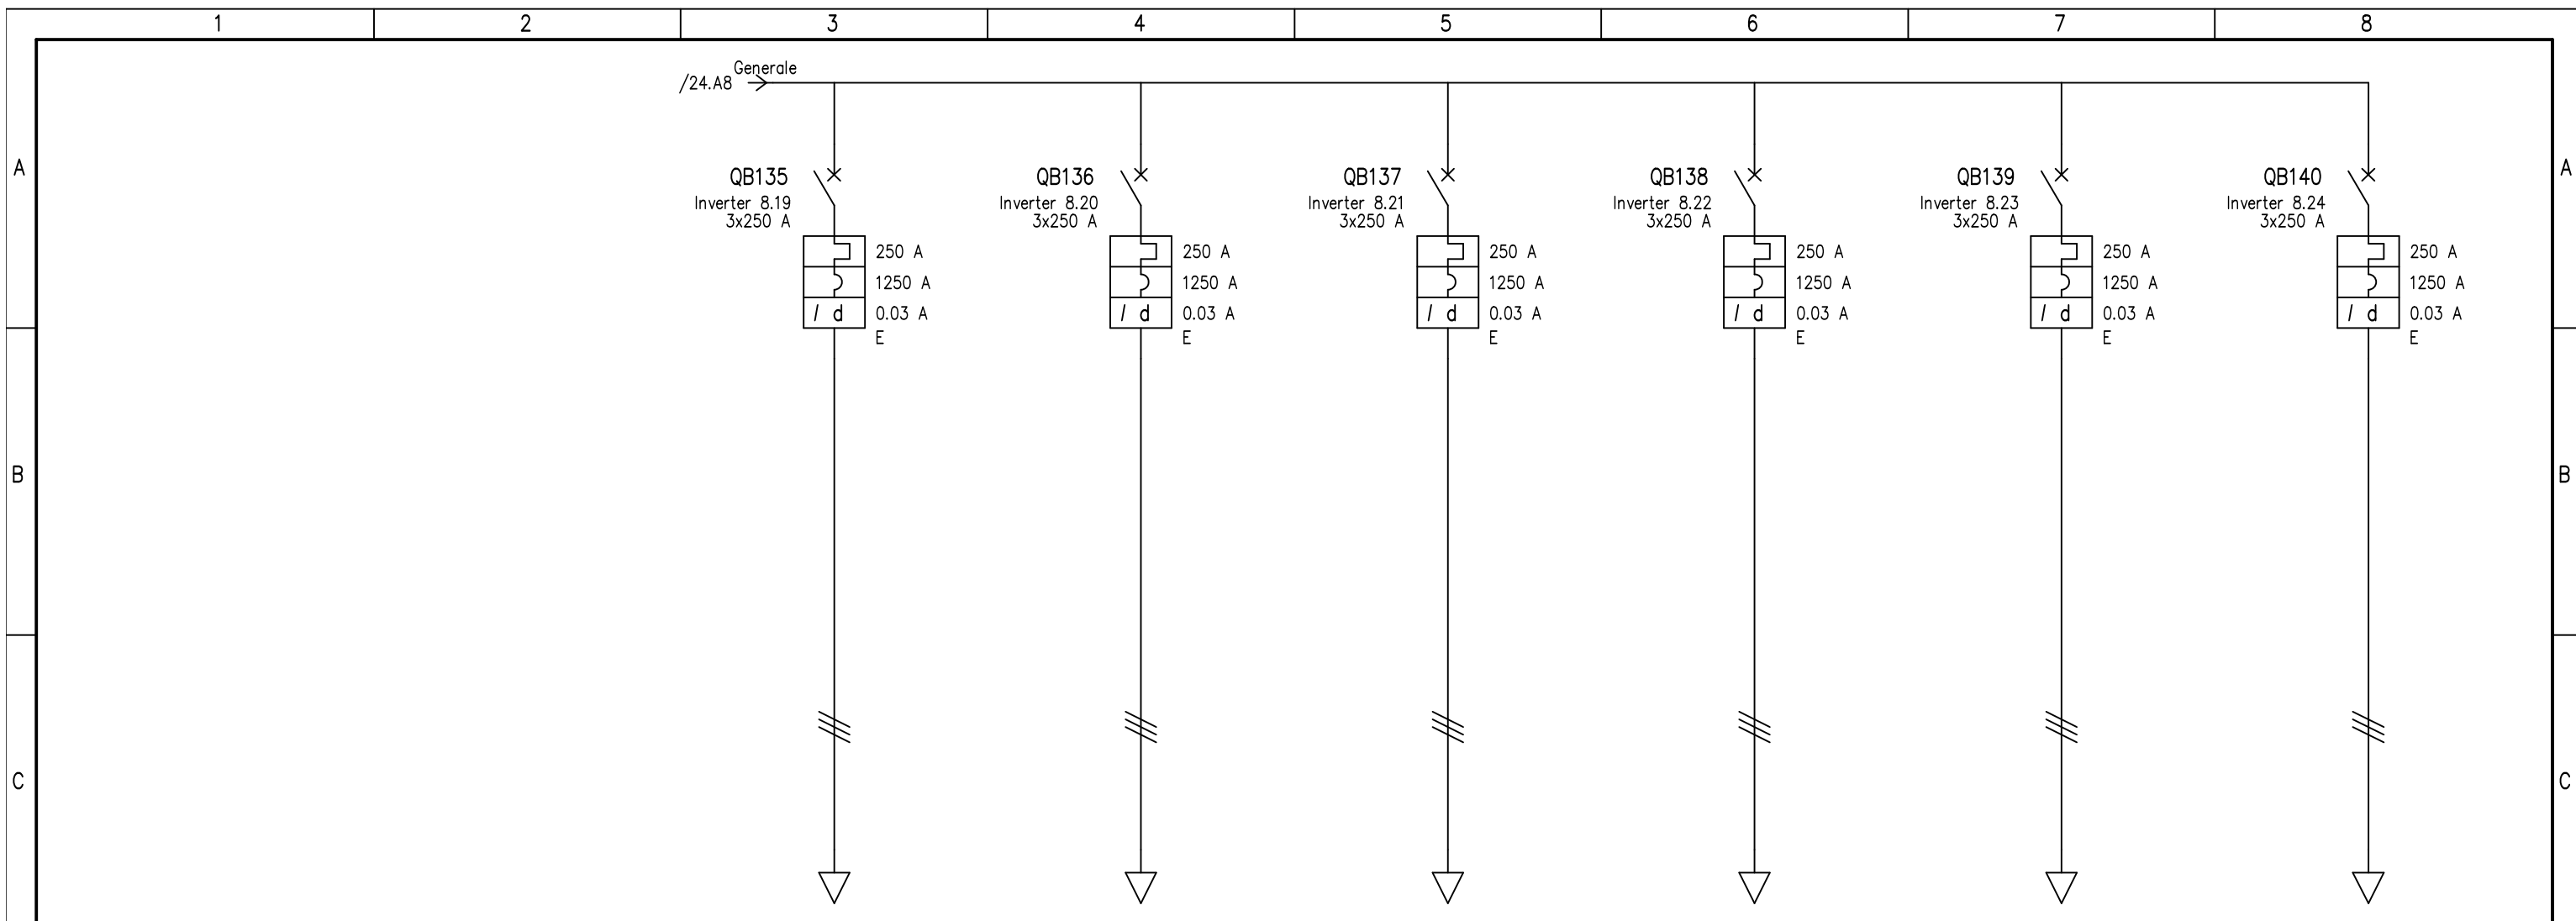 1 2 3 4 5 6 7 8
Generale
/24.A8
A A
QB135 QB136 QB137 QB138 QB139 QB140
Inverter 8.19 Inverter 8.20 Inverter 8.21 Inverter 8.22 Inverter 8.23 Inverter 8.24
3x250 A 3x250 A 3x250 A 3x250 A 3x250 A 3x250 A
250 A 250 A 250 A 250 A 250 A 250 A
1250 A 1250 A 1250 A 1250 A 1250 A 1250 A
I d 0.03 A I d 0.03 A I d 0.03 A I d 0.03 A I d 0.03 A I d 0.03 A
E E E E E E
B B
C C